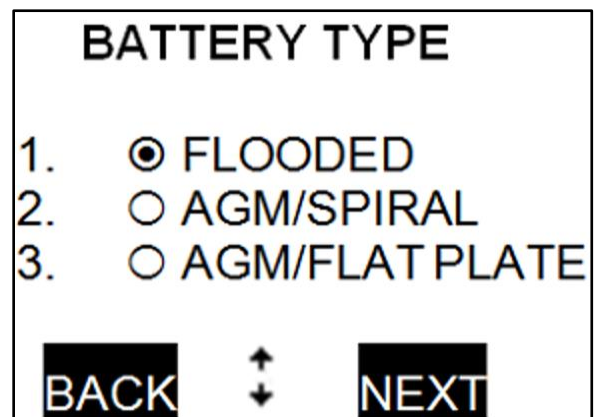 BATTERY TYPE
1. FLOODED
2. AGM/SPIRAL
3. AGM/FLAT PLATE
BACK NEXT